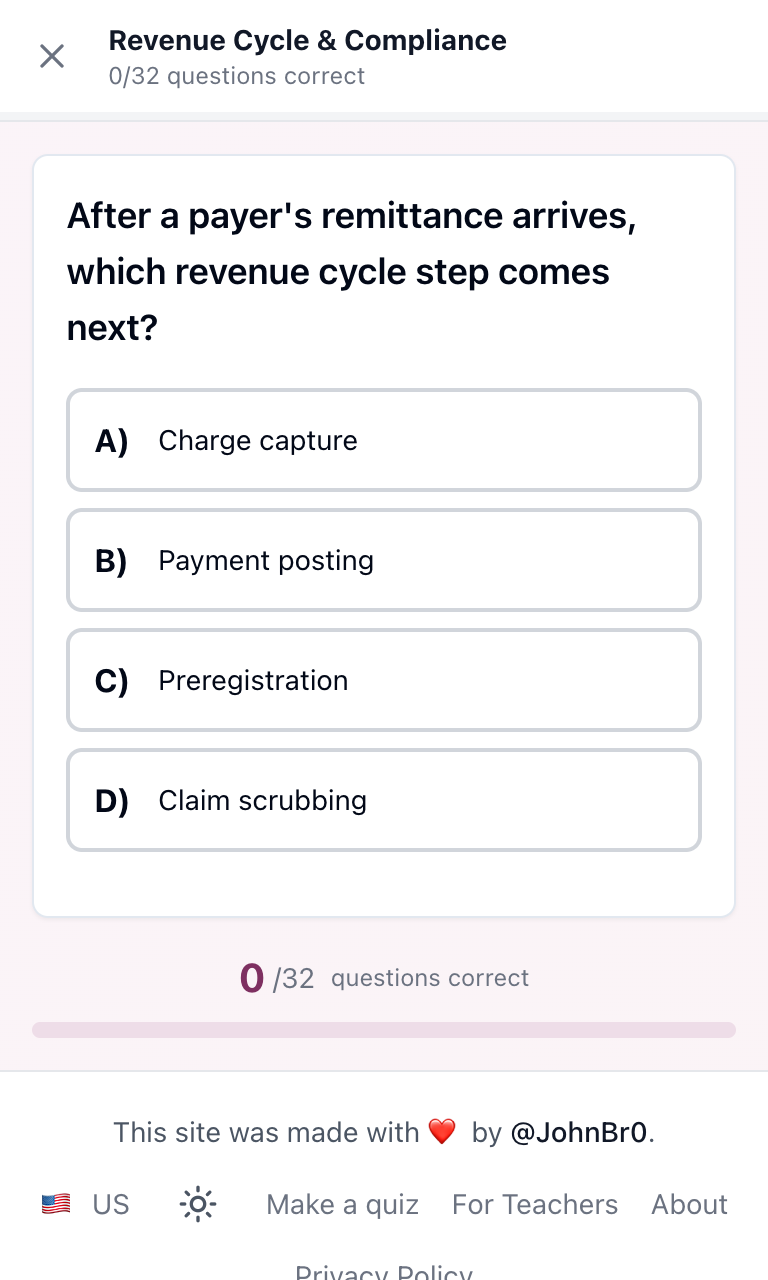 Revenue Cycle & Compliance
0/32 questions correct
After a payer's remittance arrives,
which revenue cycle step comes
next?
A) Charge capture
B) Payment posting
C) Preregistration
D) Claim scrubbing
0/32 questions correct
This site was made with ❤️ by @JohnBr0.
🇺🇸 US Make a quiz For Teachers About
Privacy Policy